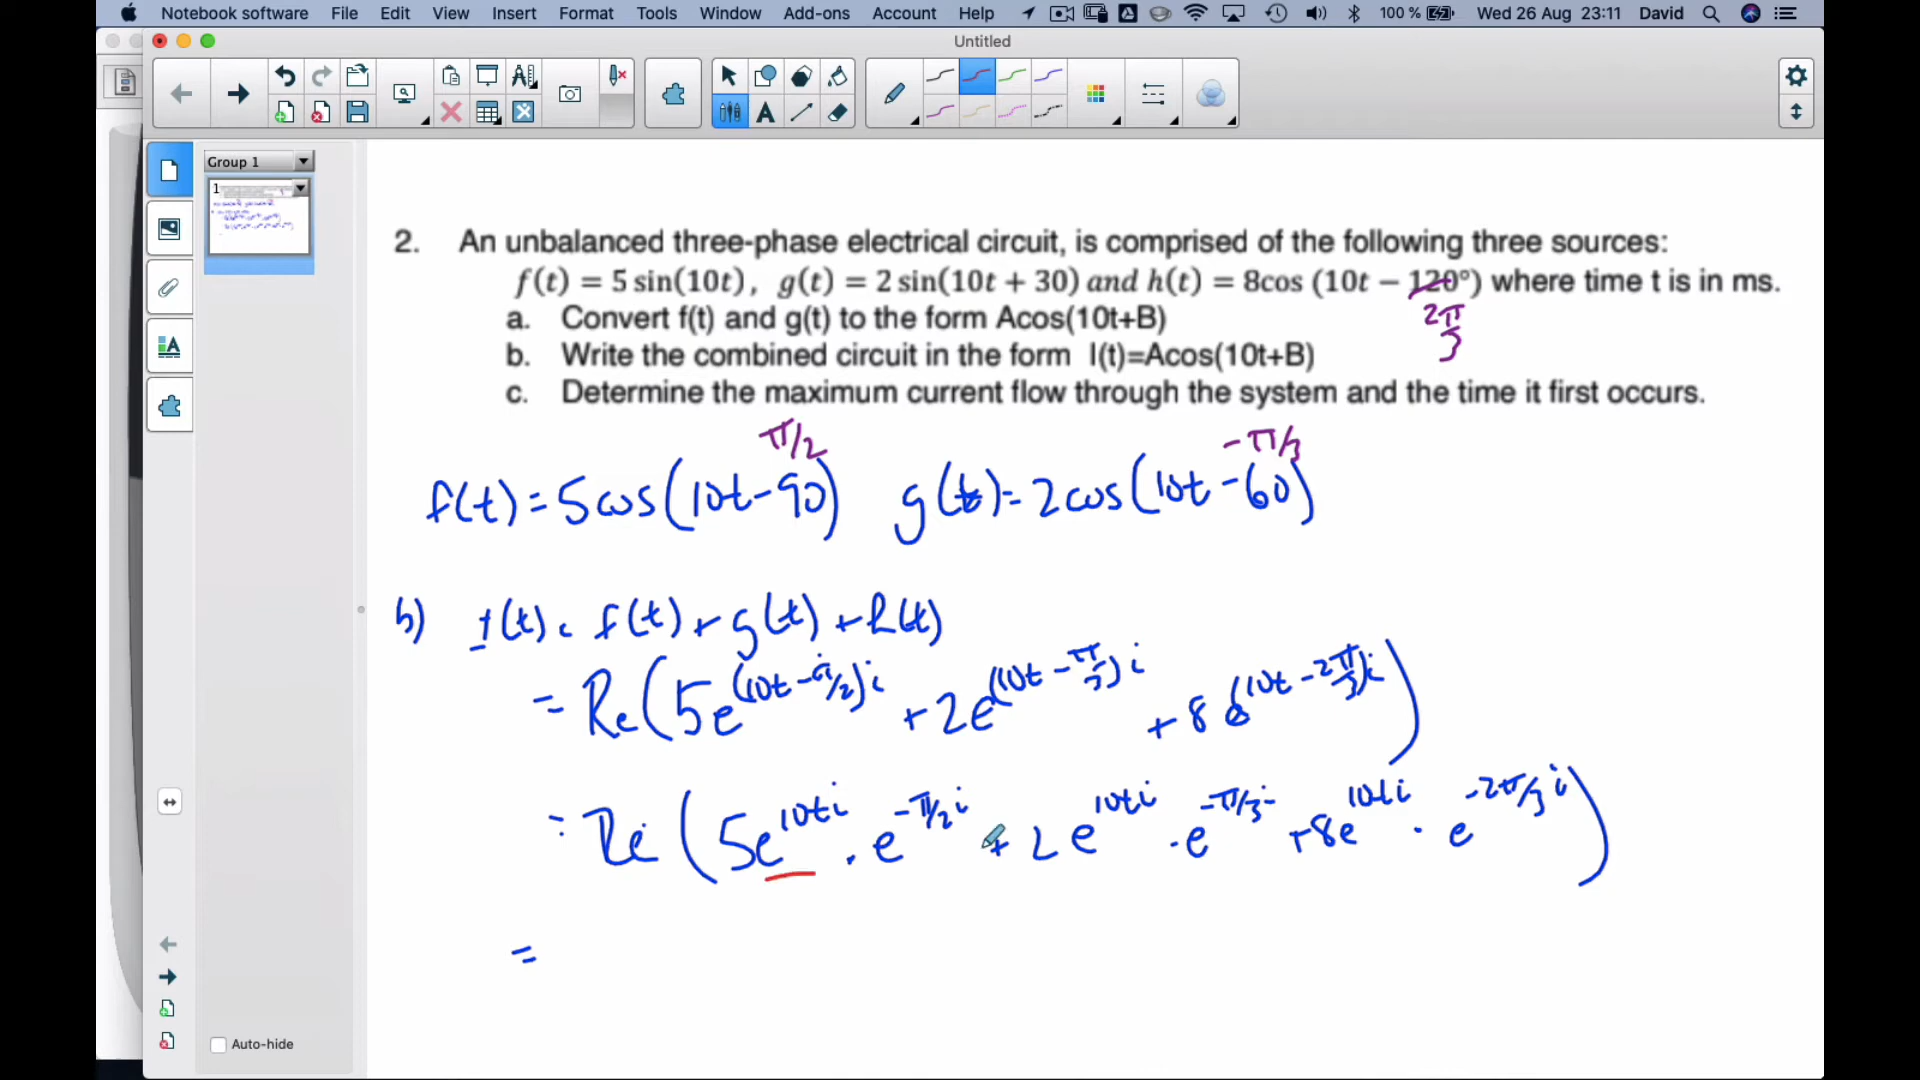 Notebook software File Edit View Insert Format Tools Window Add-ons Account Help 100 % Wed 26 Aug 23:11 David
Untitled
Group 1
1
2. An unbalanced three-phase electrical circuit, is comprised of the following three sources:
f(t) = 5 sin(10t), g(t) = 2 sin(10t + 30) and h(t) = 8cos (10t − 120°) where time t is in ms.
2π/3
a. Convert f(t) and g(t) to the form Acos(10t+B)
b. Write the combined circuit in the form I(t)=Acos(10t+B)
c. Determine the maximum current flow through the system and the time it first occurs.
π/2 -π/3
f(t)=5cos(10t-90) g(t)=2cos(10t-60)
b) I(t)= f(t)+g(t)+h(t)
= Re(5e^(10t-π/2)i +2e^(10t-π/3)i +8e^(10t-2π/3)i)
= Re(5e^10ti . e^-π/2i + 2e^10ti . e^-π/3i +8e^10ti . e^-2π/3i)
=
Auto-hide